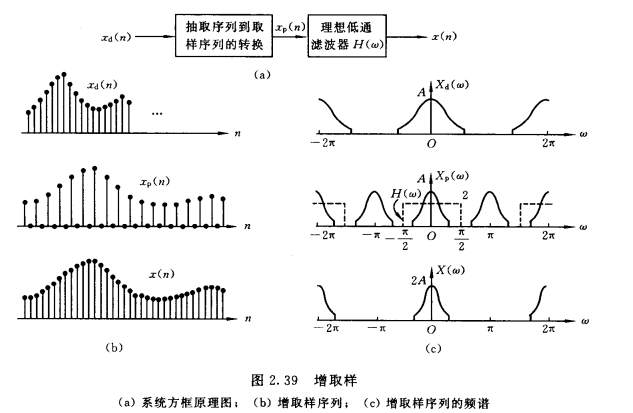 x_d(n) 抽取序列到取样序列的转换 x_p(n) 理想低通滤波器 H(ω) x(n)
(a)
x_d(n)
...
n
x_p(n)
n
x(n)
n
(b)
A X_d(ω)
-2π O 2π ω
A X_p(ω)
H(ω) 2
-2π -π -π/2 O π/2 π 2π ω
2A X(ω)
-2π -π O π 2π ω
(c)
图 2.39 增取样
(a) 系统方框原理图; (b) 增取样序列; (c) 增取样序列的频谱